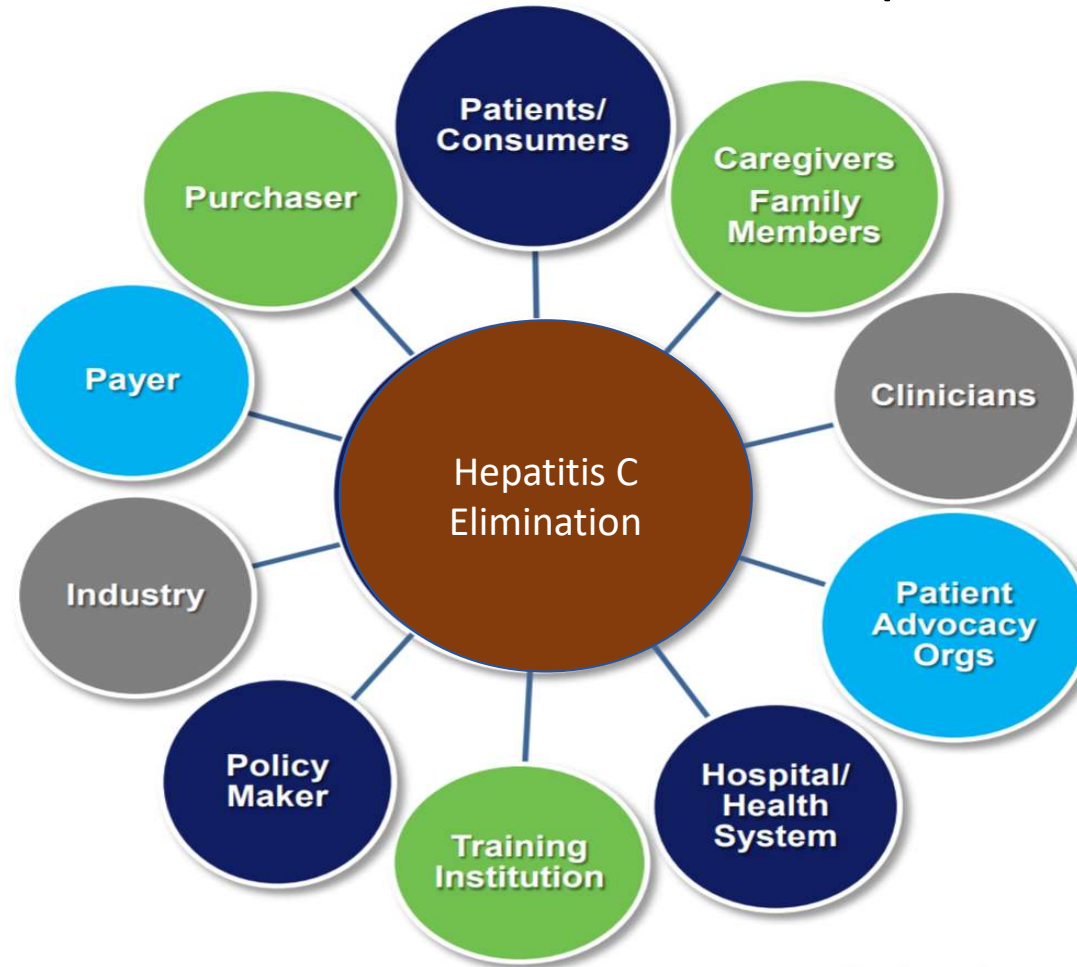 Patients/
Consumers
Caregivers
Family
Members
Purchaser
Clinicians
Payer
Hepatitis C
Elimination
Industry
Patient
Advocacy
Orgs
Policy
Maker
Hospital/
Health
System
Training
Institution